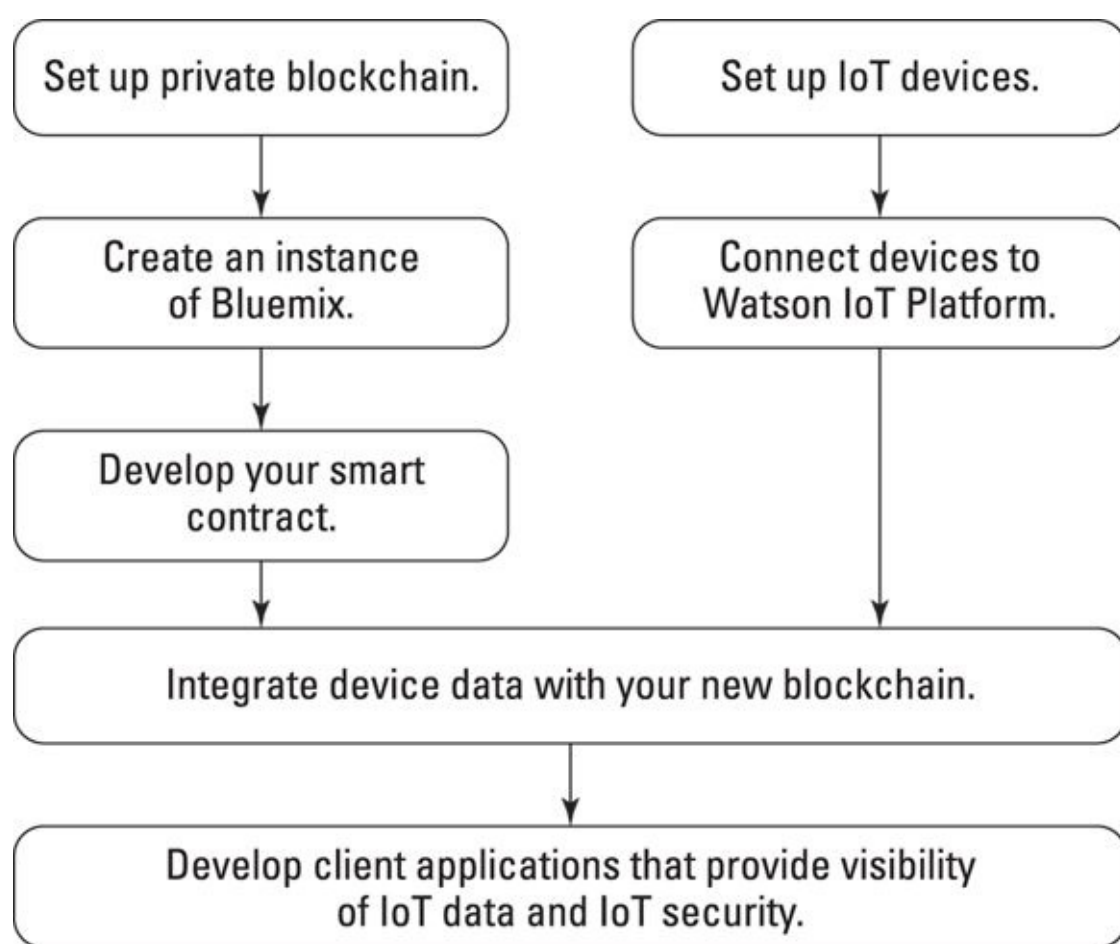 Set up private blockchain.
Set up IoT devices.
Create an instance
of Bluemix.
Connect devices to
Watson IoT Platform.
Develop your smart
contract.
Integrate device data with your new blockchain.
Develop client applications that provide visibility
of IoT data and IoT security.